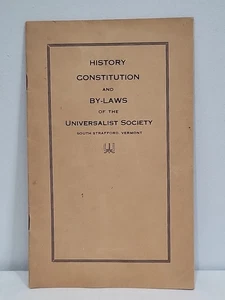 HISTORY
CONSTITUTION
AND
BY-LAWS
OF THE
UNIVERSALIST SOCIETY
SOUTH STRAFFORD, VERMONT